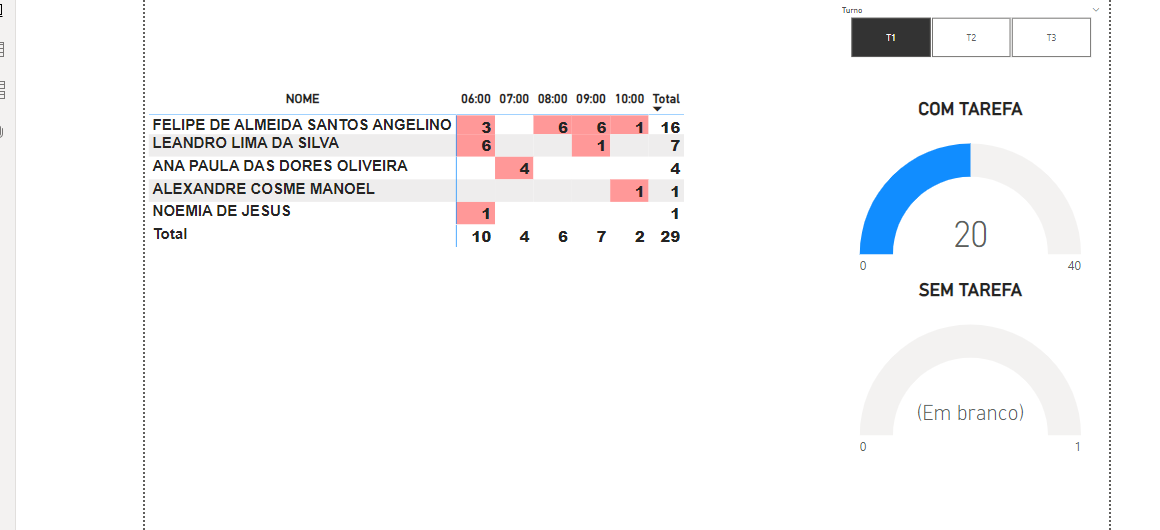 Turno
T1 T2 T3
NOME 06:00 07:00 08:00 09:00 10:00 Total
FELIPE DE ALMEIDA SANTOS ANGELINO 3 6 6 1 16
LEANDRO LIMA DA SILVA 6 1 7
ANA PAULA DAS DORES OLIVEIRA 4 4
ALEXANDRE COSME MANOEL 1 1
NOEMIA DE JESUS 1 1
Total 10 4 6 7 2 29
COM TAREFA
20
0 40
SEM TAREFA
(Em branco)
0 1